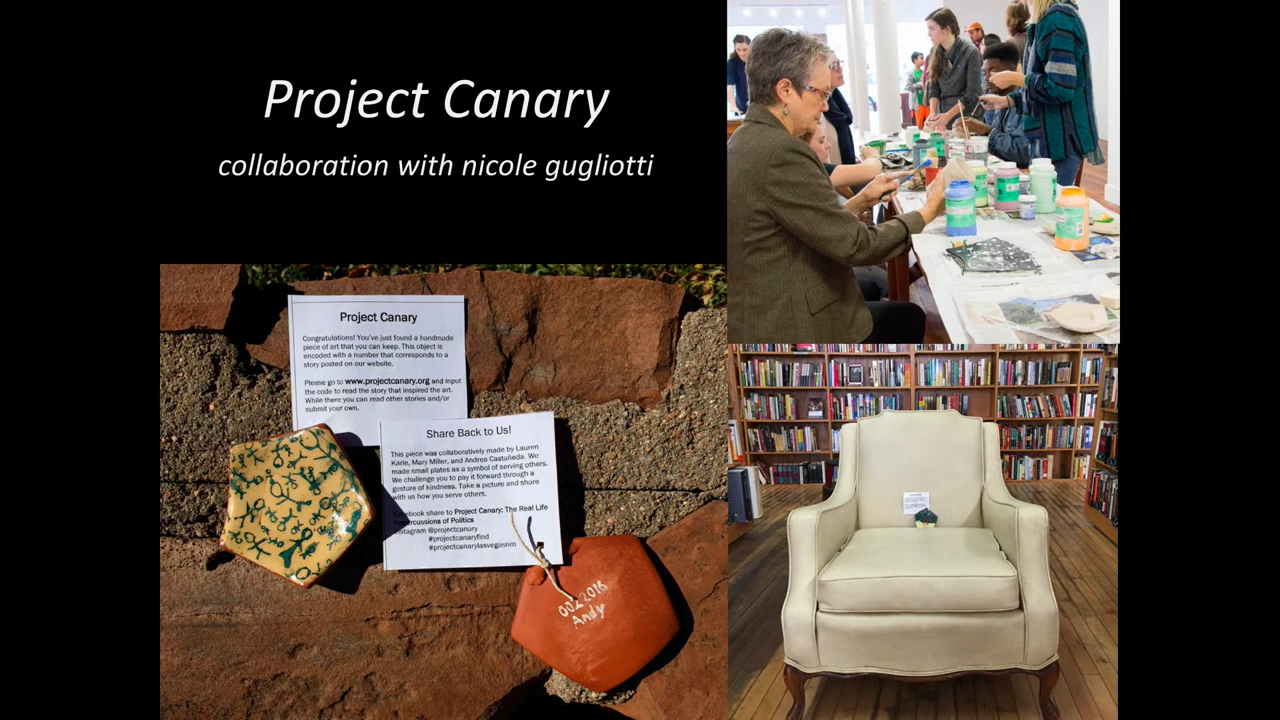 Project Canary
collaboration with nicole gugliotti
Project Canary
Congratulations! You've just found a handmade
piece of art that you can keep. This object is
encoded with a number that corresponds to a
story posted on our website.
Please go to www.projectcanary.org and input
the code to read the story that inspired the art.
While there you can read other stories and/or
submit your own.
Share Back to Us!
This piece was collaboratively made by Lauren
Karle, Mary Miller, and Andrea Castañeda. We
made small plates as a symbol of serving others.
We challenge you to pay it forward through a
gesture of kindness. Take a picture and share
with us how you serve others.
Facebook share to Project Canary: The Real Life
Repercussions of Politics
Instagram @projectcanary
#projectcanaryfind
#projectcanarylasvegasnm
0022016
Andy